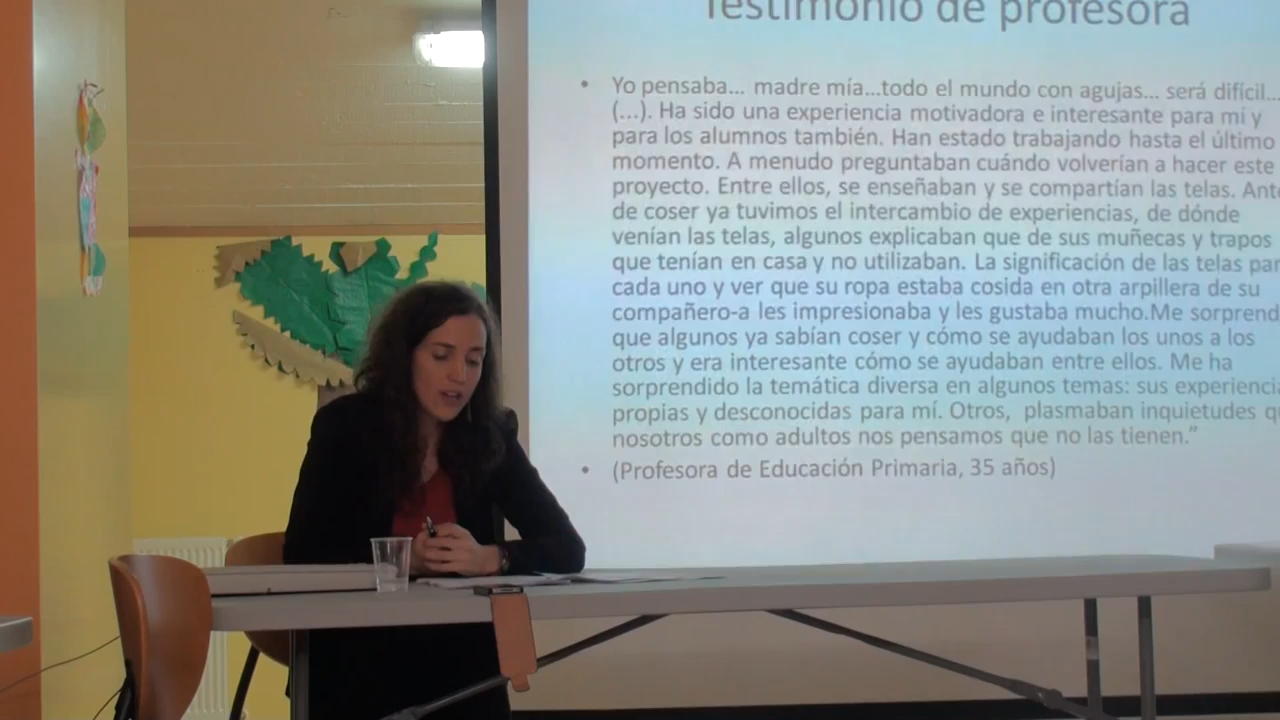 Testimonio de profesora
• Yo pensaba... madre mía...todo el mundo con agujas... será difícil...
(...). Ha sido una experiencia motivadora e interesante para mí y
para los alumnos también. Han estado trabajando hasta el último
momento. A menudo preguntaban cuándo volverían a hacer este
proyecto. Entre ellos, se enseñaban y se compartían las telas. Ant
de coser ya tuvimos el intercambio de experiencias, de dónde
venían las telas, algunos explicaban que de sus muñecas y trapos
que tenían en casa y no utilizaban. La significación de las telas par
cada uno y ver que su ropa estaba cosida en otra arpillera de su
compañero-a les impresionaba y les gustaba mucho.Me sorprend
que algunos ya sabían coser y cómo se ayudaban los unos a los
otros y era interesante cómo se ayudaban entre ellos. Me ha
sorprendido la temática diversa en algunos temas: sus experiencia
propias y desconocidas para mí. Otros, plasmaban inquietudes q
nosotros como adultos nos pensamos que no las tienen.”
• (Profesora de Educación Primaria, 35 años)